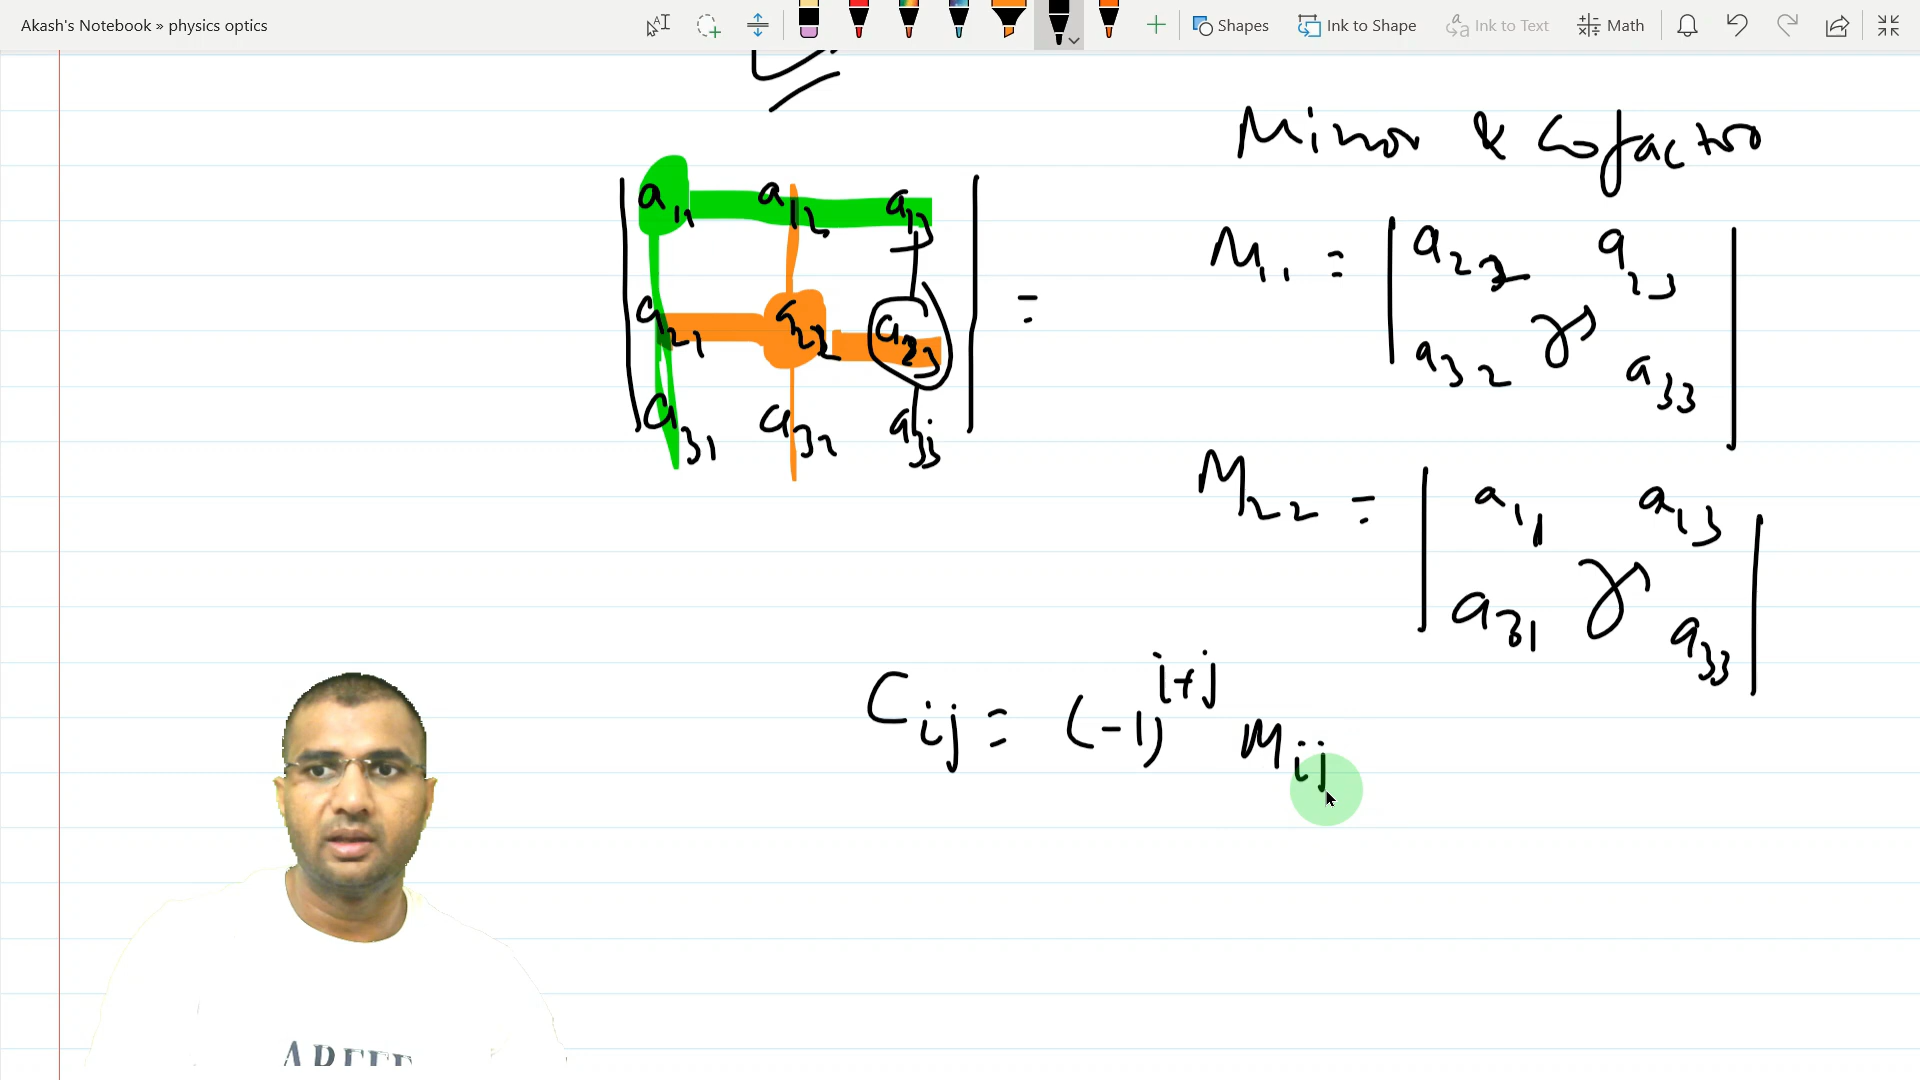 Akash's Notebook » physics optics
Shapes
Ink to Shape
Ink to Text
Math
Minor & Cofactor
a11 a12 a13
a21 a22 a23
a31 a32 a33
=
M11 = | a22 a23 |
| a32 a33 |
M22 = | a11 a13 |
| a31 a33 |
Cij = (-1)^i+j Mij